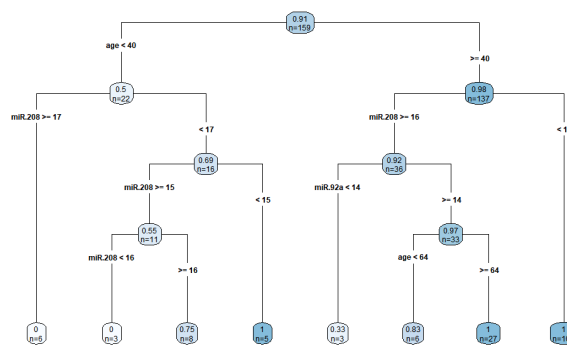 0.91
n=159
age < 40
>= 40
0.5
n=22
0.98
n=137
miR.208 >= 17
< 17
miR.208 >= 16
0.69
n=16
0.92
n=36
miR.208 >= 15
< 15
miR.92a < 14
>= 14
0.55
n=11
0.97
n=33
miR.208 < 16
>= 16
age < 64
>= 64
0
n=6
0
n=3
0.75
n=8
1
n=5
0.33
n=3
0.83
n=6
1
n=27